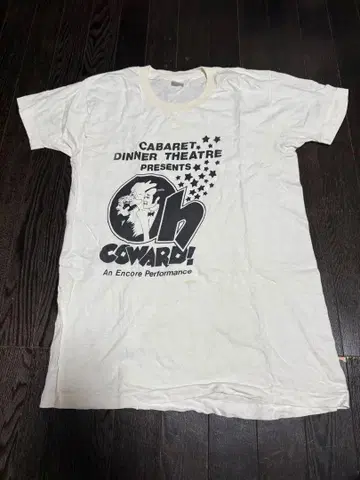 CABARET
DINNER THEATRE
PRESENTS
Oh
COWARD!
An Encore Performance